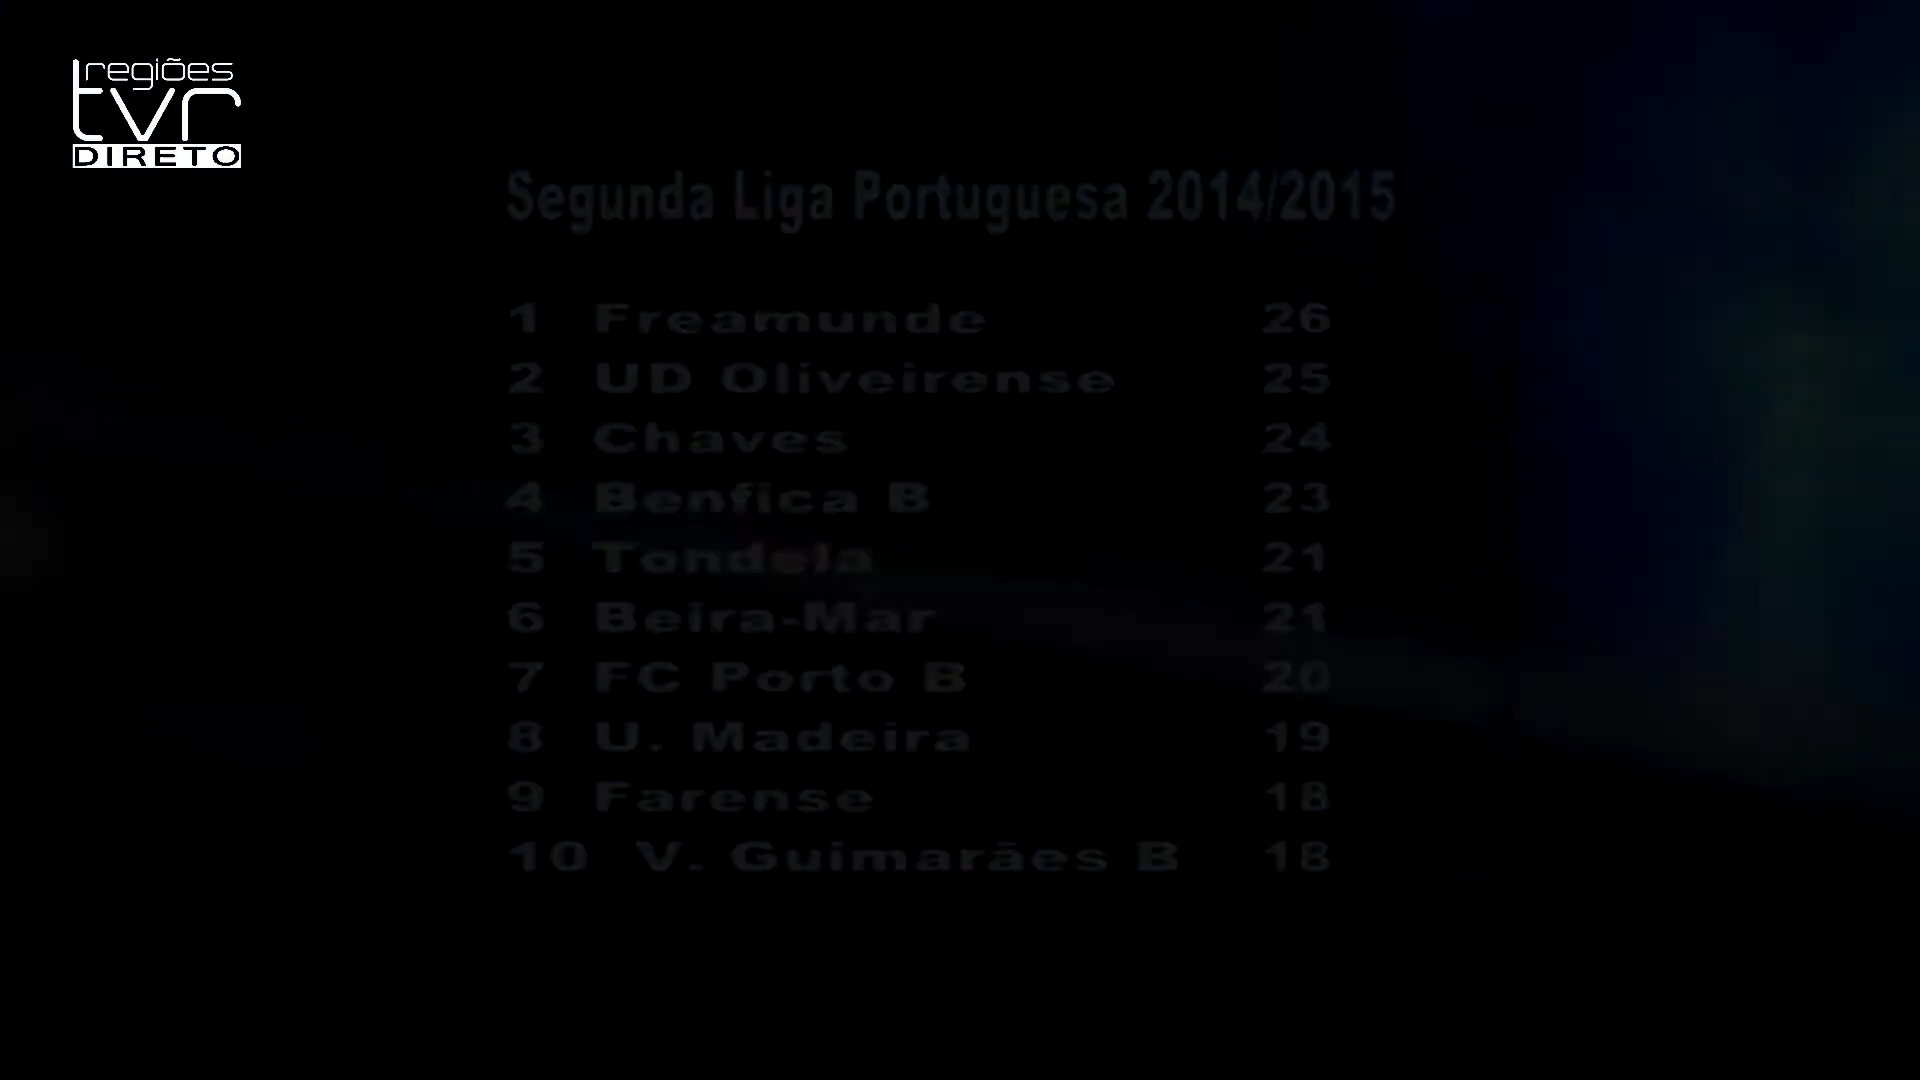 regiões
tvr
DIRETO
Segunda Liga Portuguesa 2014/2015
1 Freamunde 26
2 UD Oliveirense 25
3 Chaves 24
4 Benfica B 23
5 Tondela 21
6 Beira-Mar 21
7 FC Porto B 20
8 U. Madeira 19
9 Farense 18
10 V. Guimarães B 18